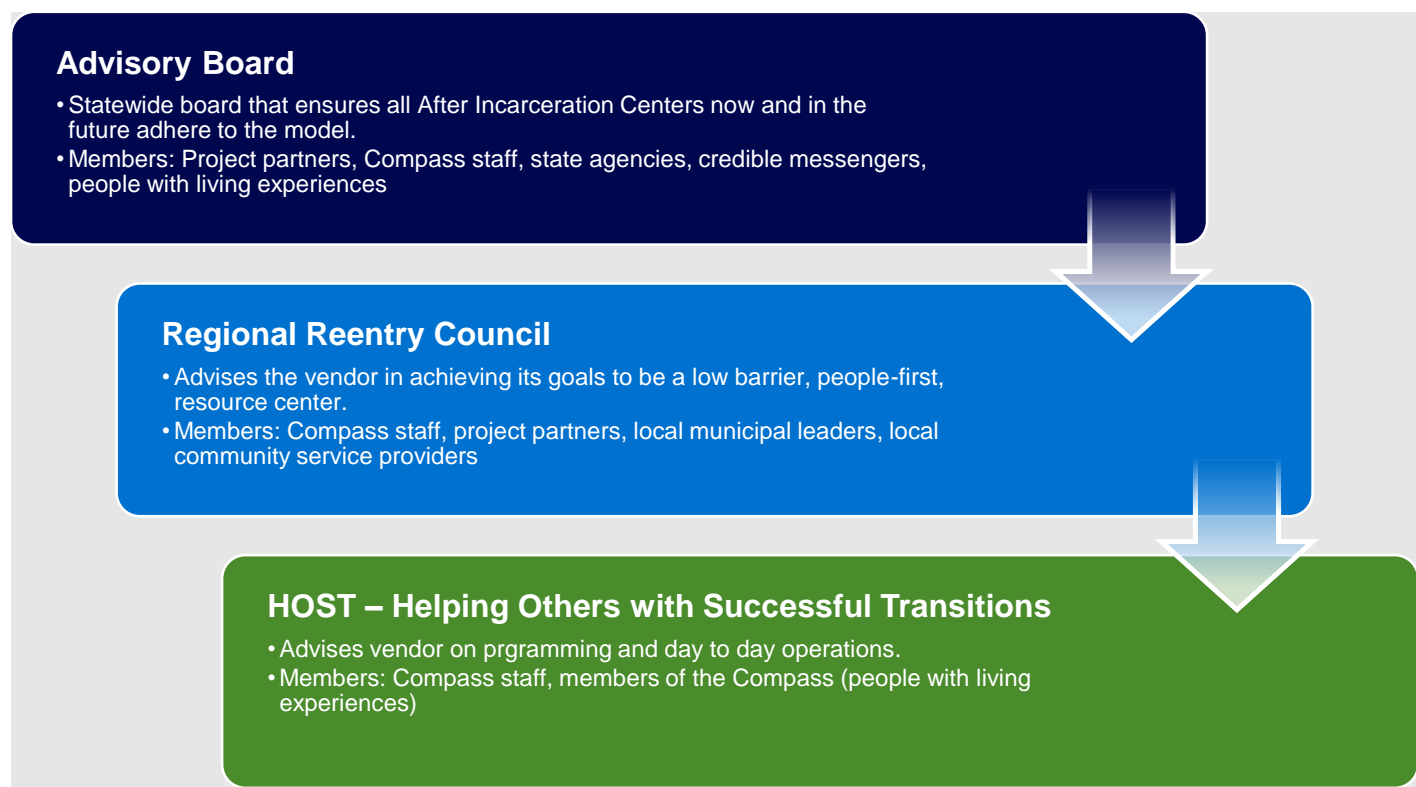 Advisory Board
• Statewide board that ensures all After Incarceration Centers now and in the
future adhere to the model.
• Members: Project partners, Compass staff, state agencies, credible messengers,
people with living experiences
Regional Reentry Council
• Advises the vendor in achieving its goals to be a low barrier, people-first,
resource center.
• Members: Compass staff, project partners, local municipal leaders, local
community service providers
HOST – Helping Others with Successful Transitions
• Advises vendor on prgramming and day to day operations.
• Members: Compass staff, members of the Compass (people with living
experiences)